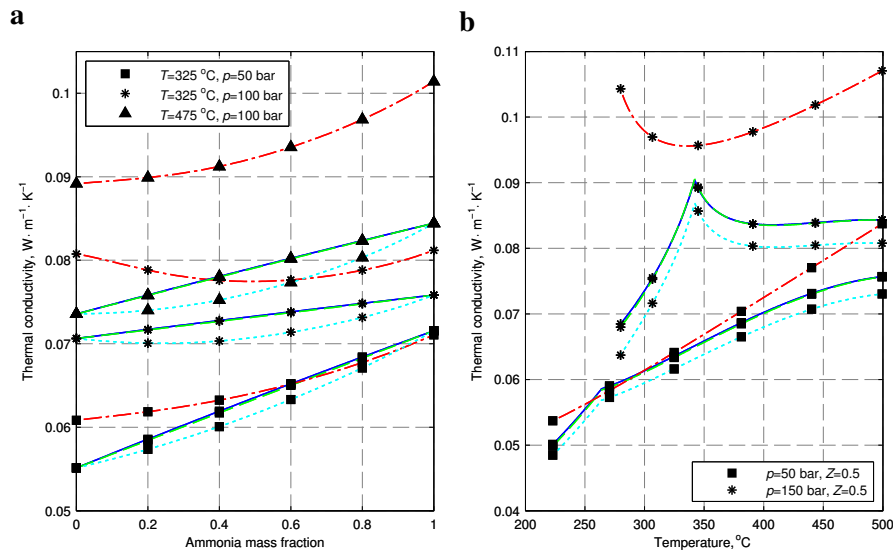 a
b
Thermal conductivity, W· m⁻¹· K⁻¹
0.1
0.09
0.08
0.07
0.06
0.05
T=325 °C, p=50 bar
T=325 °C, p=100 bar
T=475 °C, p=100 bar
0 0.2 0.4 0.6 0.8 1
Ammonia mass fraction
Thermal conductivity, W· m⁻¹· K⁻¹
0.11
0.1
0.09
0.08
0.07
0.06
0.05
0.04
p=50 bar, Z=0.5
p=150 bar, Z=0.5
200 250 300 350 400 450 500
Temperature, °C